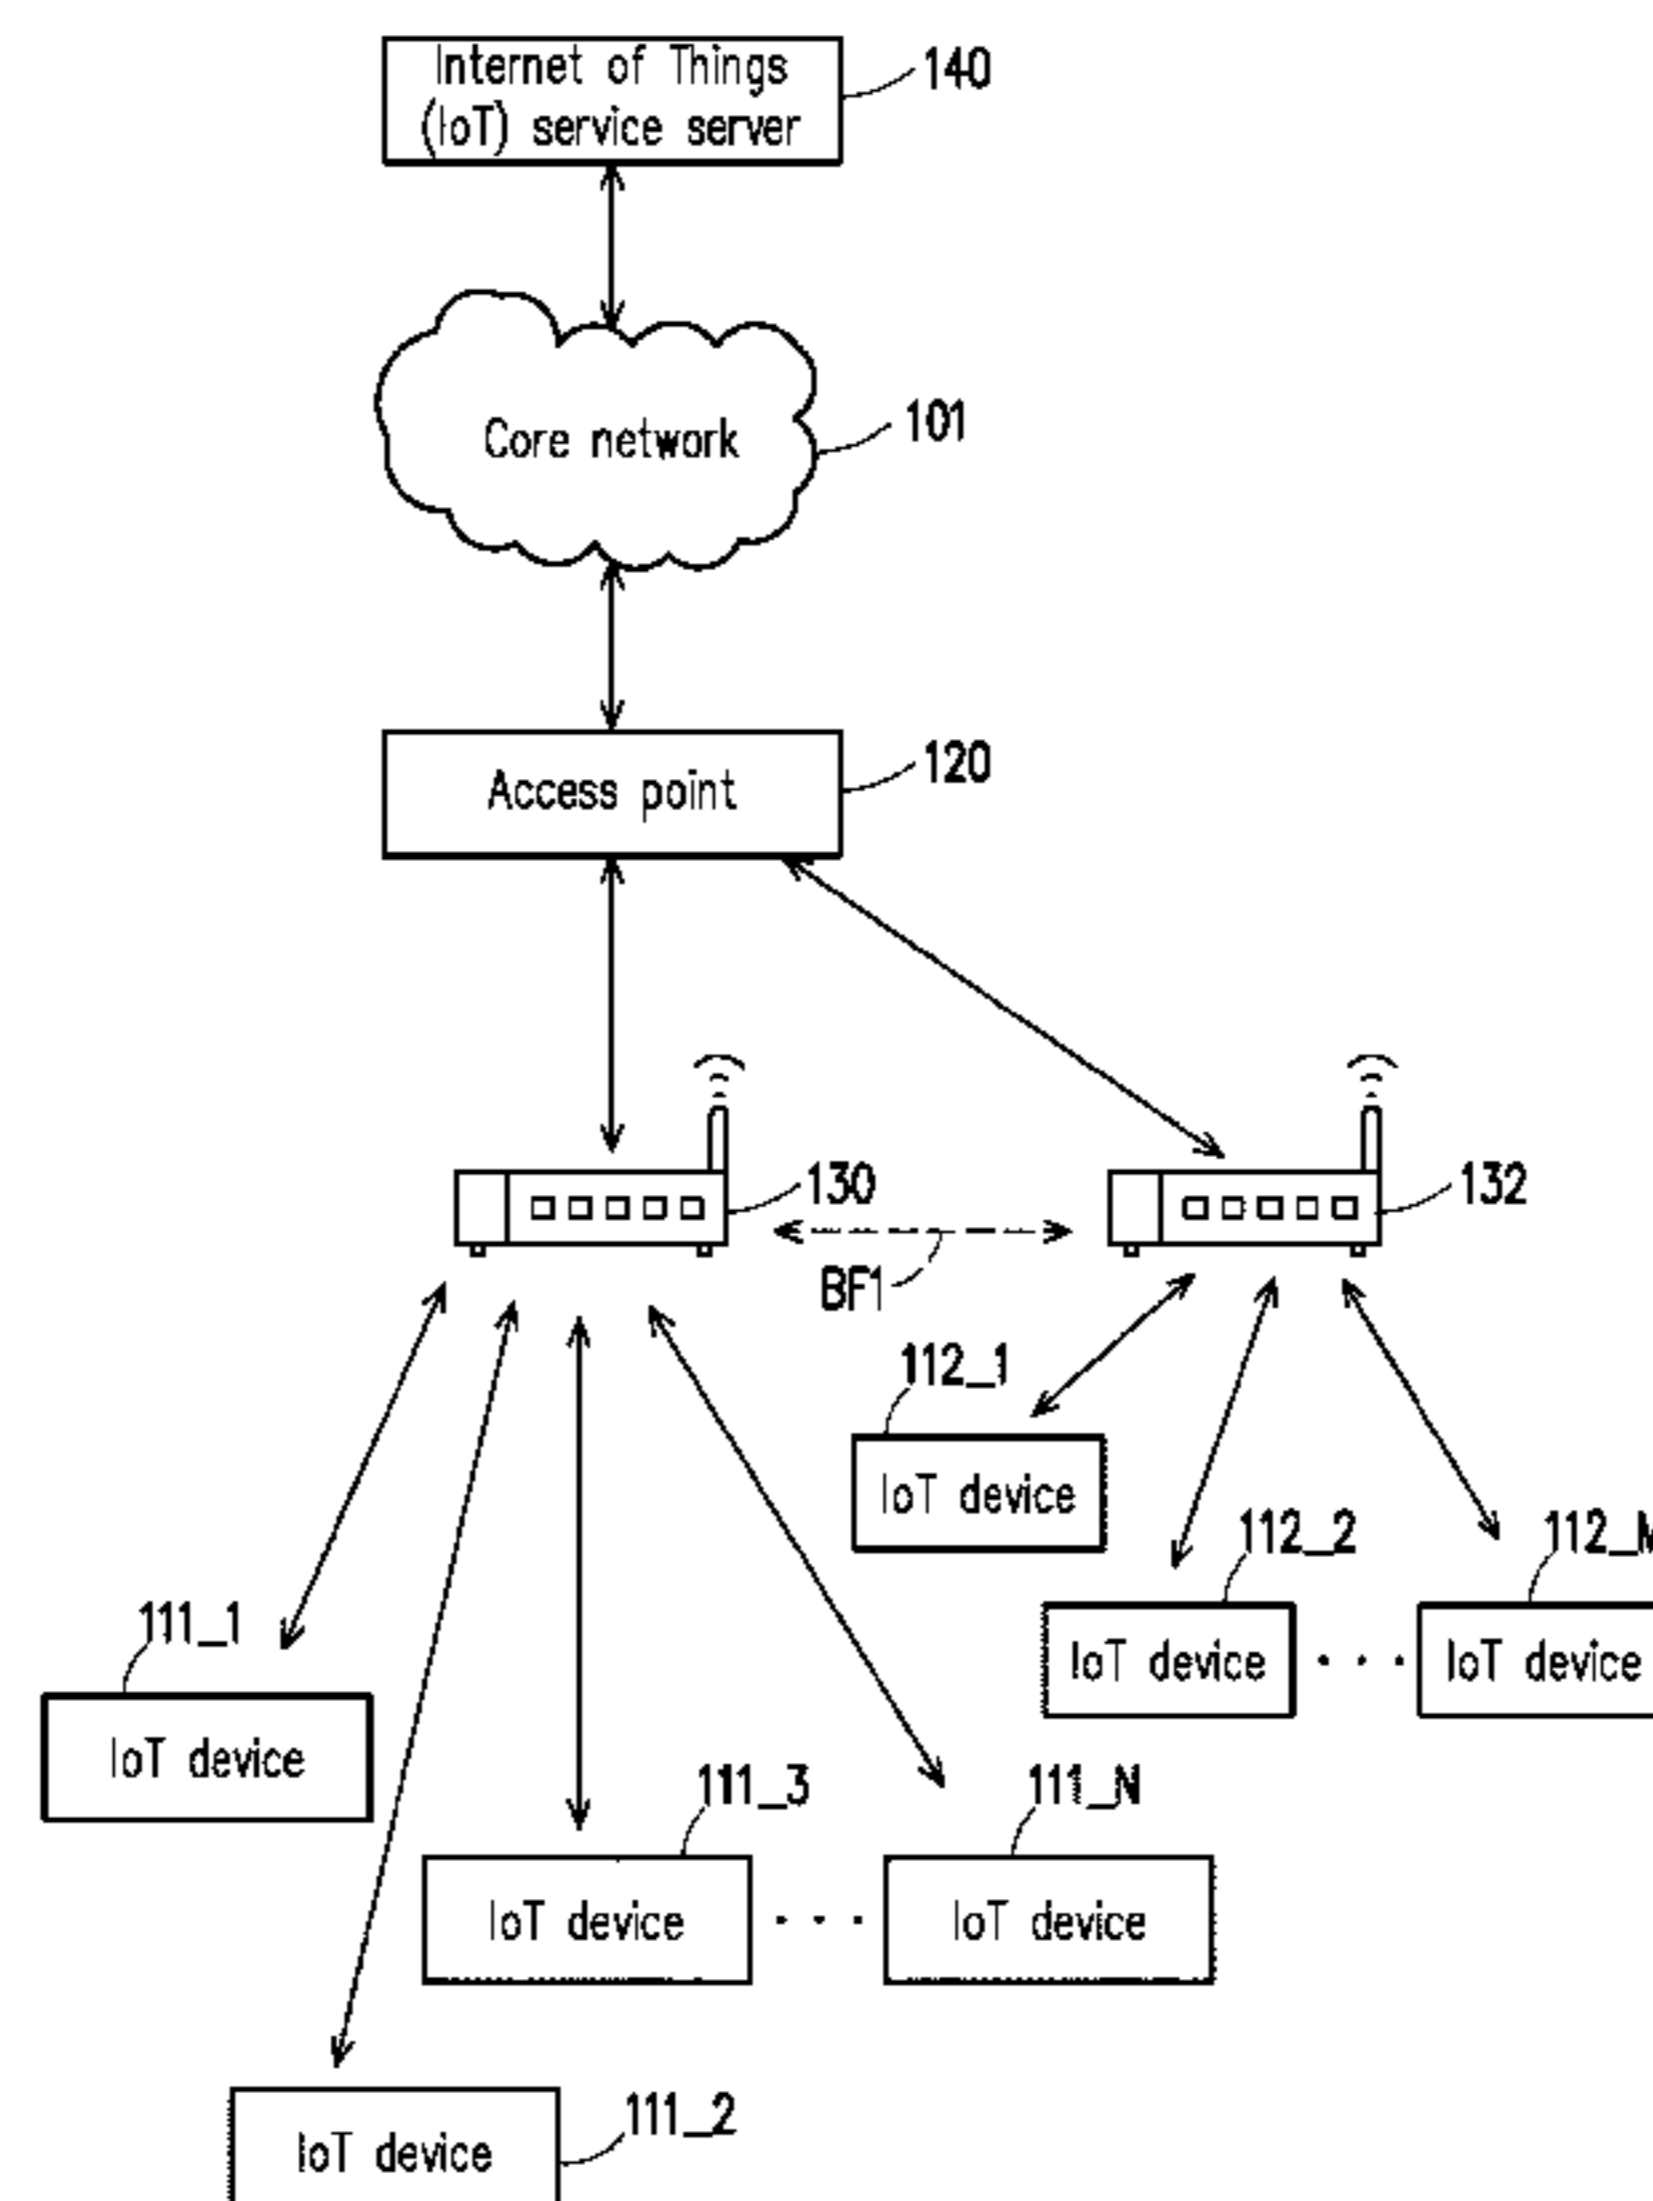 Internet of Things
(IoT) service server
140
Core network
101
Access point
120
130
132
BF1
112_1
IoT device
112_2
112_M
IoT device
IoT device
111_1
IoT device
111_3
111_N
IoT device
IoT device
111_2
IoT device